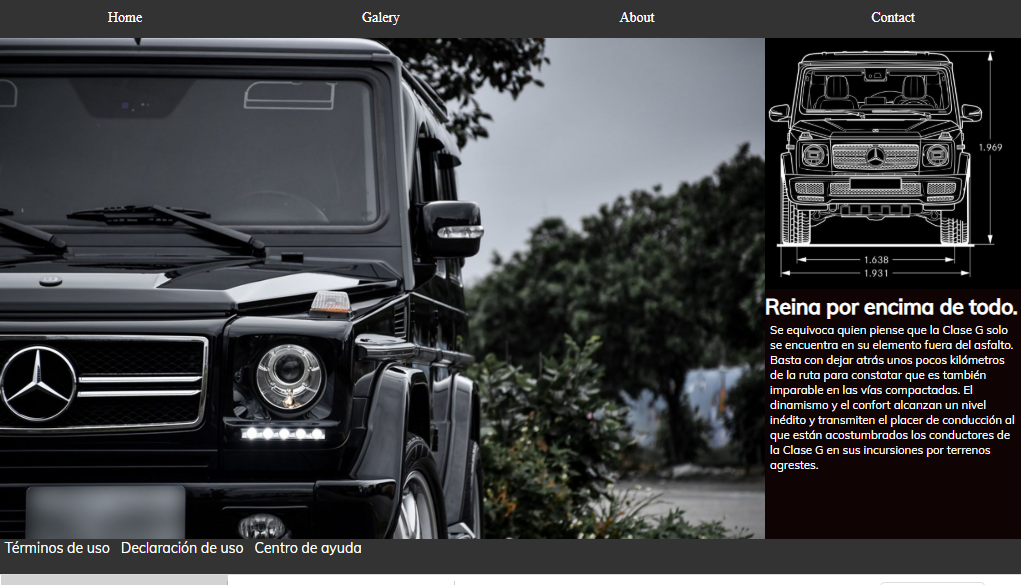 Home Galery About Contact
1.969
1.638
1.931
Reina por encima de todo.
Se equivoca quien piense que la Clase G solo
se encuentra en su elemento fuera del asfalto.
Basta con dejar atrás unos pocos kilómetros
de la ruta para constatar que es también
imparable en las vías compactadas. El
dinamismo y el confort alcanzan un nivel
inédito y transmiten el placer de conducción al
que están acostumbrados los conductores de
la Clase G en sus incursiones por terrenos
agrestes.
Términos de uso Declaración de uso Centro de ayuda